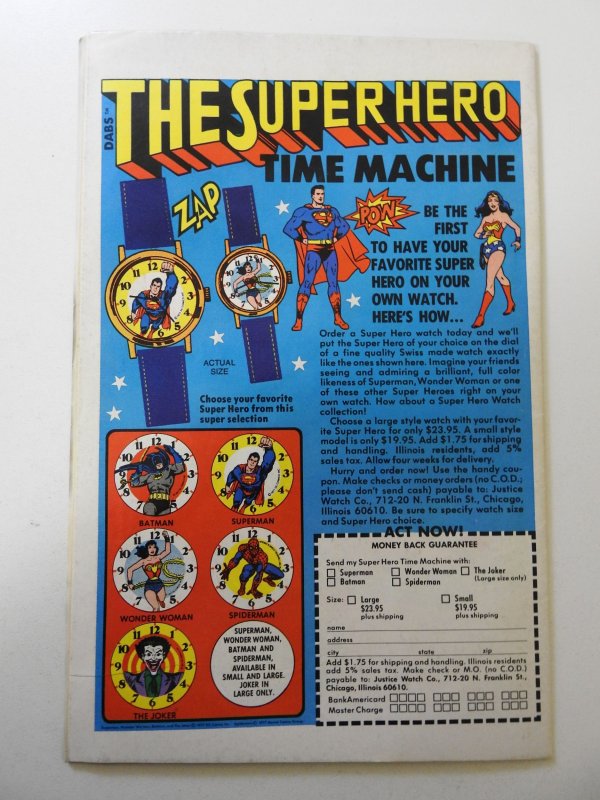 DABS™
THE SUPER HERO
TIME MACHINE
ZAP
POW
BE THE
FIRST
TO HAVE YOUR
FAVORITE SUPER
HERO ON YOUR
OWN WATCH.
HERE'S HOW...
ACTUAL
SIZE
Choose your favorite
Super Hero from this
super selection
Order a Super Hero watch today and we'll
put the Super Hero of your choice on the dial
of a fine quality Swiss made watch exactly
like the ones shown here. Imagine your friends
seeing and admiring a brilliant, full color
likeness of Superman, Wonder Woman or one
of these other Super Heroes right on your
own watch. How about a Super Hero Watch
collection!
Choose a large style watch with your favor-
ite Super Hero for only $23.95. A small style
model is only $19.95. Add $1.75 for shipping
and handling. Illinois residents, add 5%
sales tax. Allow four weeks for delivery.
Hurry and order now! Use the handy cou-
pon. Make checks or money orders (no C.O.D.;
please don't send cash) payable to: Justice
Watch Co., 712-20 N. Franklin St., Chicago,
Illinois 60610. Be sure to specify watch size
and Super Hero choice.
BATMAN
SUPERMAN
WONDER WOMAN
SPIDERMAN
THE JOKER
SUPERMAN,
WONDER WOMAN,
BATMAN AND
SPIDERMAN,
AVAILABLE IN
SMALL AND LARGE.
JOKER IN
LARGE ONLY.
ACT NOW!
MONEY BACK GUARANTEE
Send my Super Hero Time Machine with:
Superman Wonder Woman The Joker
Batman Spiderman (Large size only)
Size: Large Small
$23.95 $19.95
plus shipping plus shipping
name
address
city state zip
Add $1.75 for shipping and handling. Illinois residents
add 5% sales tax. Make check or M.O. (no C.O.D.)
payable to: Justice Watch Co., 712-20 N. Franklin St.,
Chicago, Illinois 60610.
BankAmericard
Master Charge